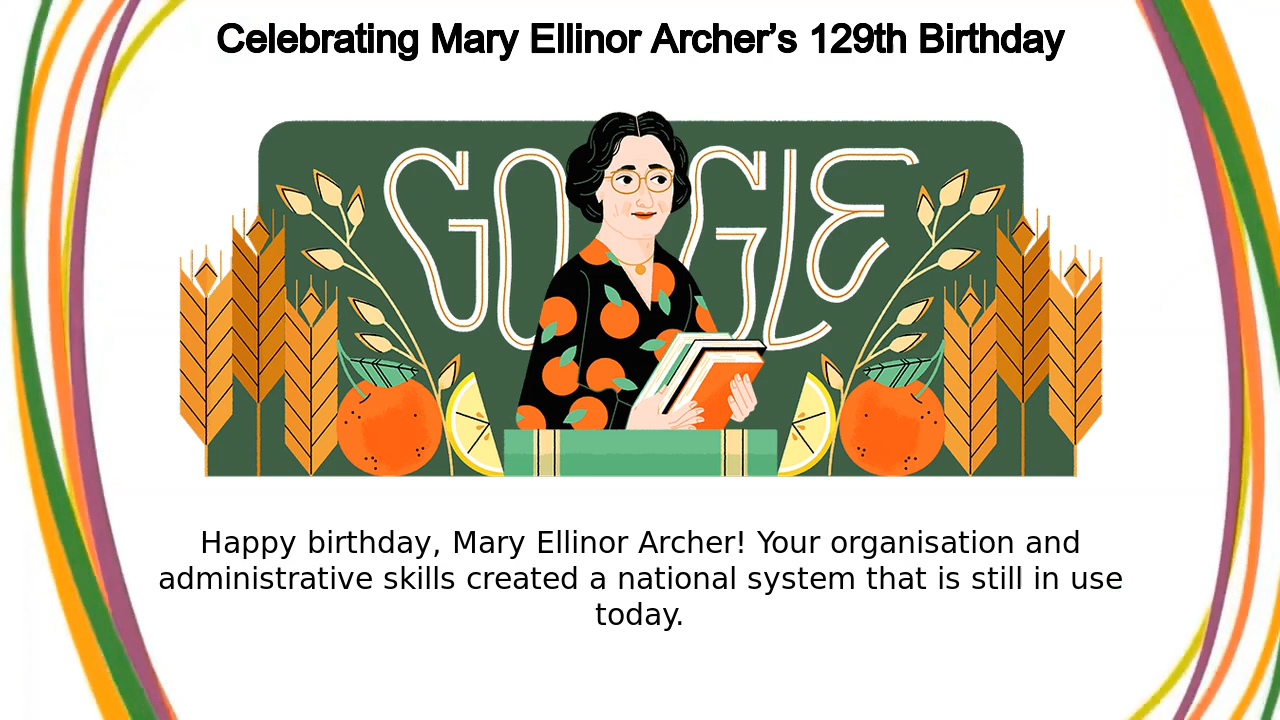 Celebrating Mary Ellinor Archer’s 129th Birthday
GOOGLE
Happy birthday, Mary Ellinor Archer! Your organisation and
administrative skills created a national system that is still in use
today.